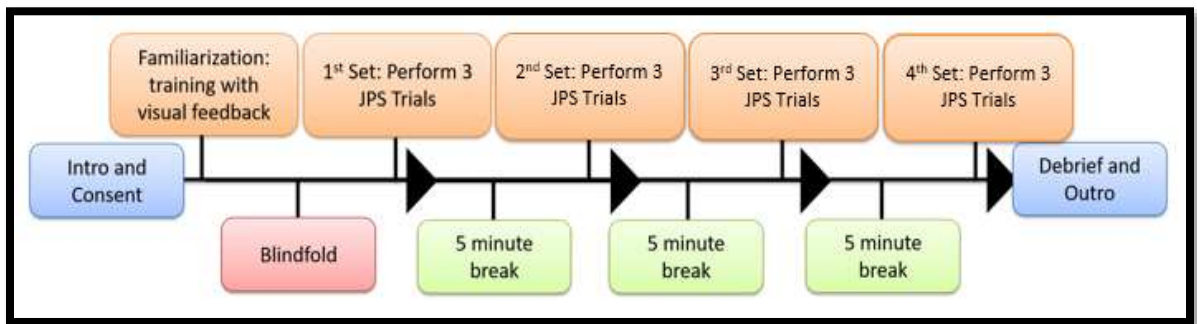 Familiarization:
training with
visual feedback
1st Set: Perform 3
JPS Trials
2nd Set: Perform 3
JPS Trials
3rd Set: Perform 3
JPS Trials
4th Set: Perform 3
JPS Trials
Intro and
Consent
Debrief and
Outro
Blindfold
5 minute
break
5 minute
break
5 minute
break